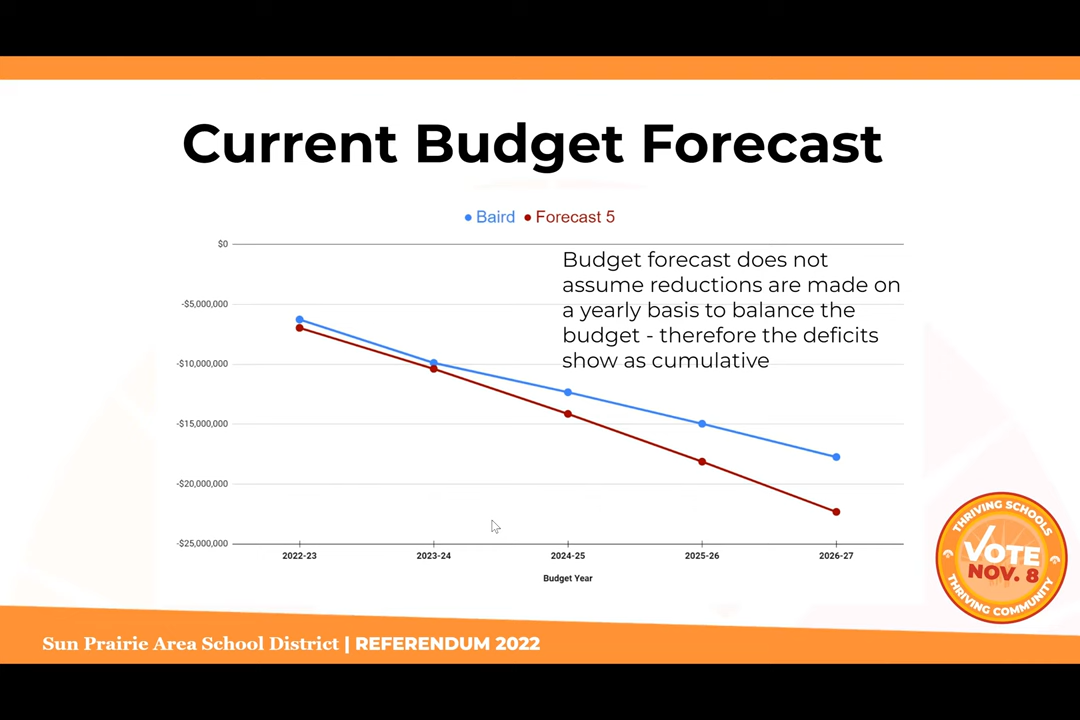 Current Budget Forecast
Baird Forecast 5
$0
-$5,000,000
-$10,000,000
-$15,000,000
-$20,000,000
-$25,000,000
Budget forecast does not
assume reductions are made on
a yearly basis to balance the
budget - therefore the deficits
show as cumulative
2022-23 2023-24 2024-25 2025-26 2026-27
Budget Year
THRIVING SCHOOLS
VOTE
NOV. 8
THRIVING COMMUNITY
Sun Prairie Area School District | REFERENDUM 2022